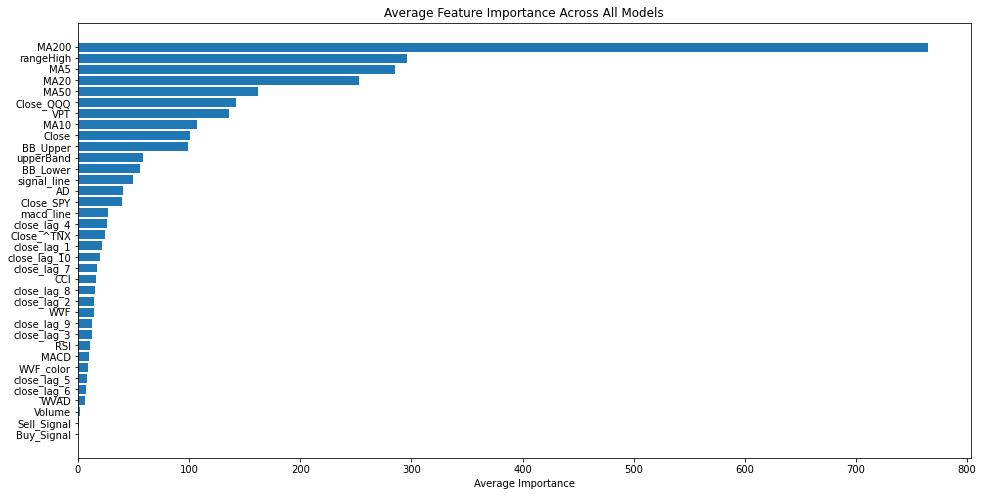 Average Feature Importance Across All Models
MA200
rangeHigh
MA5
MA20
MA50
Close_QQQ
VPT
MA10
Close
BB_Upper
upperBand
BB_Lower
signal_line
AD
Close_SPY
macd_line
close_lag_4
Close_^TNX
close_lag_1
close_lag_10
close_lag_7
CCI
close_lag_8
close_lag_2
WVF
close_lag_9
close_lag_3
RSI
MACD
WVF_color
close_lag_5
close_lag_6
WVAD
Volume
Sell_Signal
Buy_Signal
0 100 200 300 400 500 600 700 800
Average Importance